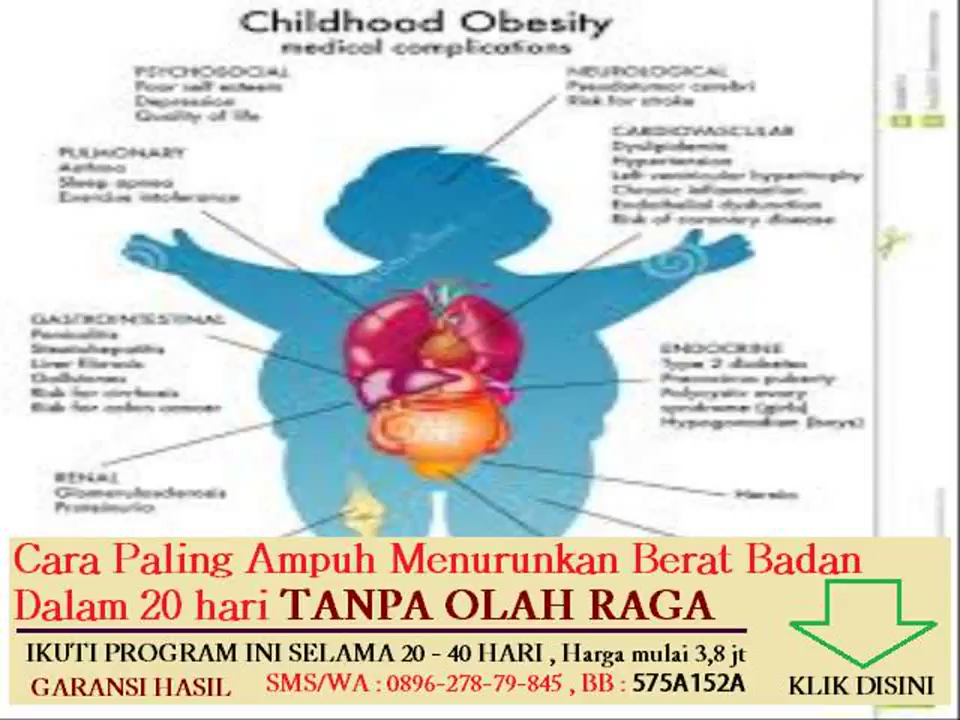 Childhood Obesity
medical complications
PSYCHOSOCIAL
Poor self esteem
Depression
Quality of life
NEUROLOGICAL
Pseudotumor cerebri
Risk for stroke
PULMONARY
Asthma
Sleep apnea
Exercise intolerance
CARDIOVASCULAR
Dyslipidemia
Hypertension
Left ventricular hypertrophy
Chronic inflammation
Endothelial dysfunction
Risk of coronary disease
GASTROINTESTINAL
Steatohepatitis
Liver fibrosis
Gallstones
Risk for cirrhosis
Risk for colon cancer
ENDOCRINE
Type 2 diabetes
Precocious puberty
Polycystic ovary
syndrome (girls)
Hypogonadism (boys)
RENAL
Glomerulosclerosis
Proteinuria
Hernia
Cara Paling Ampuh Menurunkan Berat Badan
Dalam 20 hari TANPA OLAH RAGA
IKUTI PROGRAM INI SELAMA 20 - 40 HARI , Harga mulai 3,8 jt
GARANSI HASIL SMS/WA : 0896-278-79-845 , BB : 575A152A
KLIK DISINI